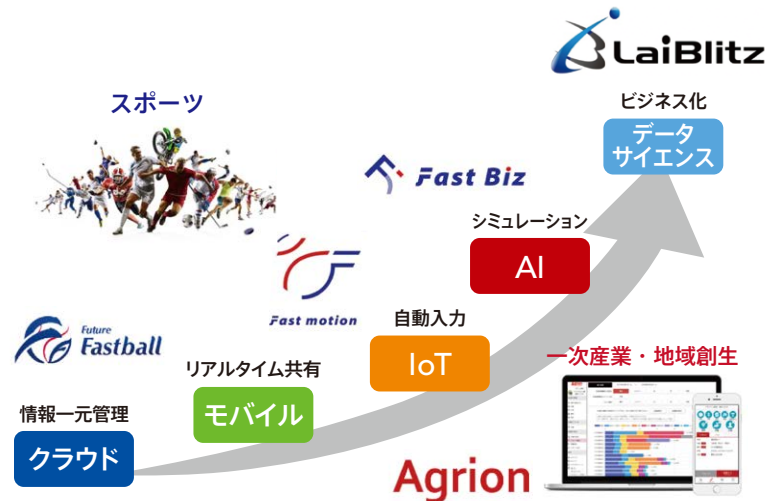 LaiBlitz
ビジネス化
データ
サイエンス
スポーツ
Fast Biz
シミュレーション
AI
Fast motion
自動入力
IoT
Future
Fastball
リアルタイム共有
モバイル
一次産業・地域創生
情報一元管理
クラウド
Agrion